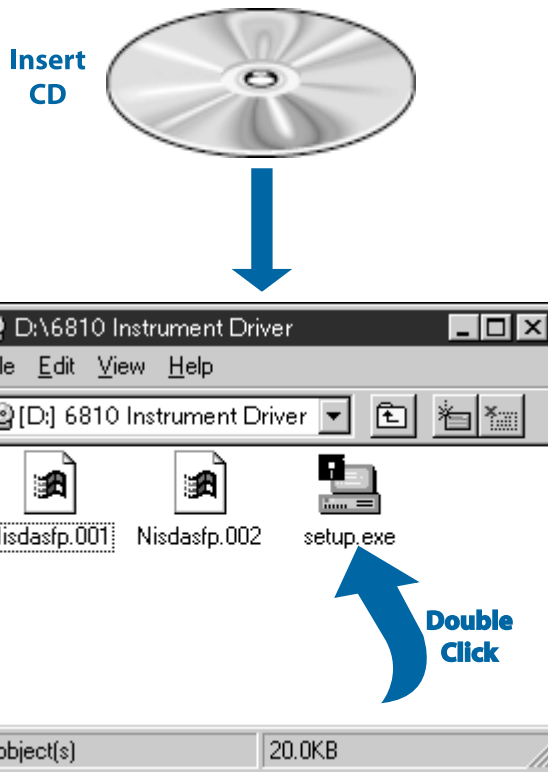 Insert
CD
D:\6810 Instrument Driver
Edit View Help
[D:] 6810 Instrument Driver
Nisdasfp.002 setup.exe
Double
Click
object(s) 20.0KB